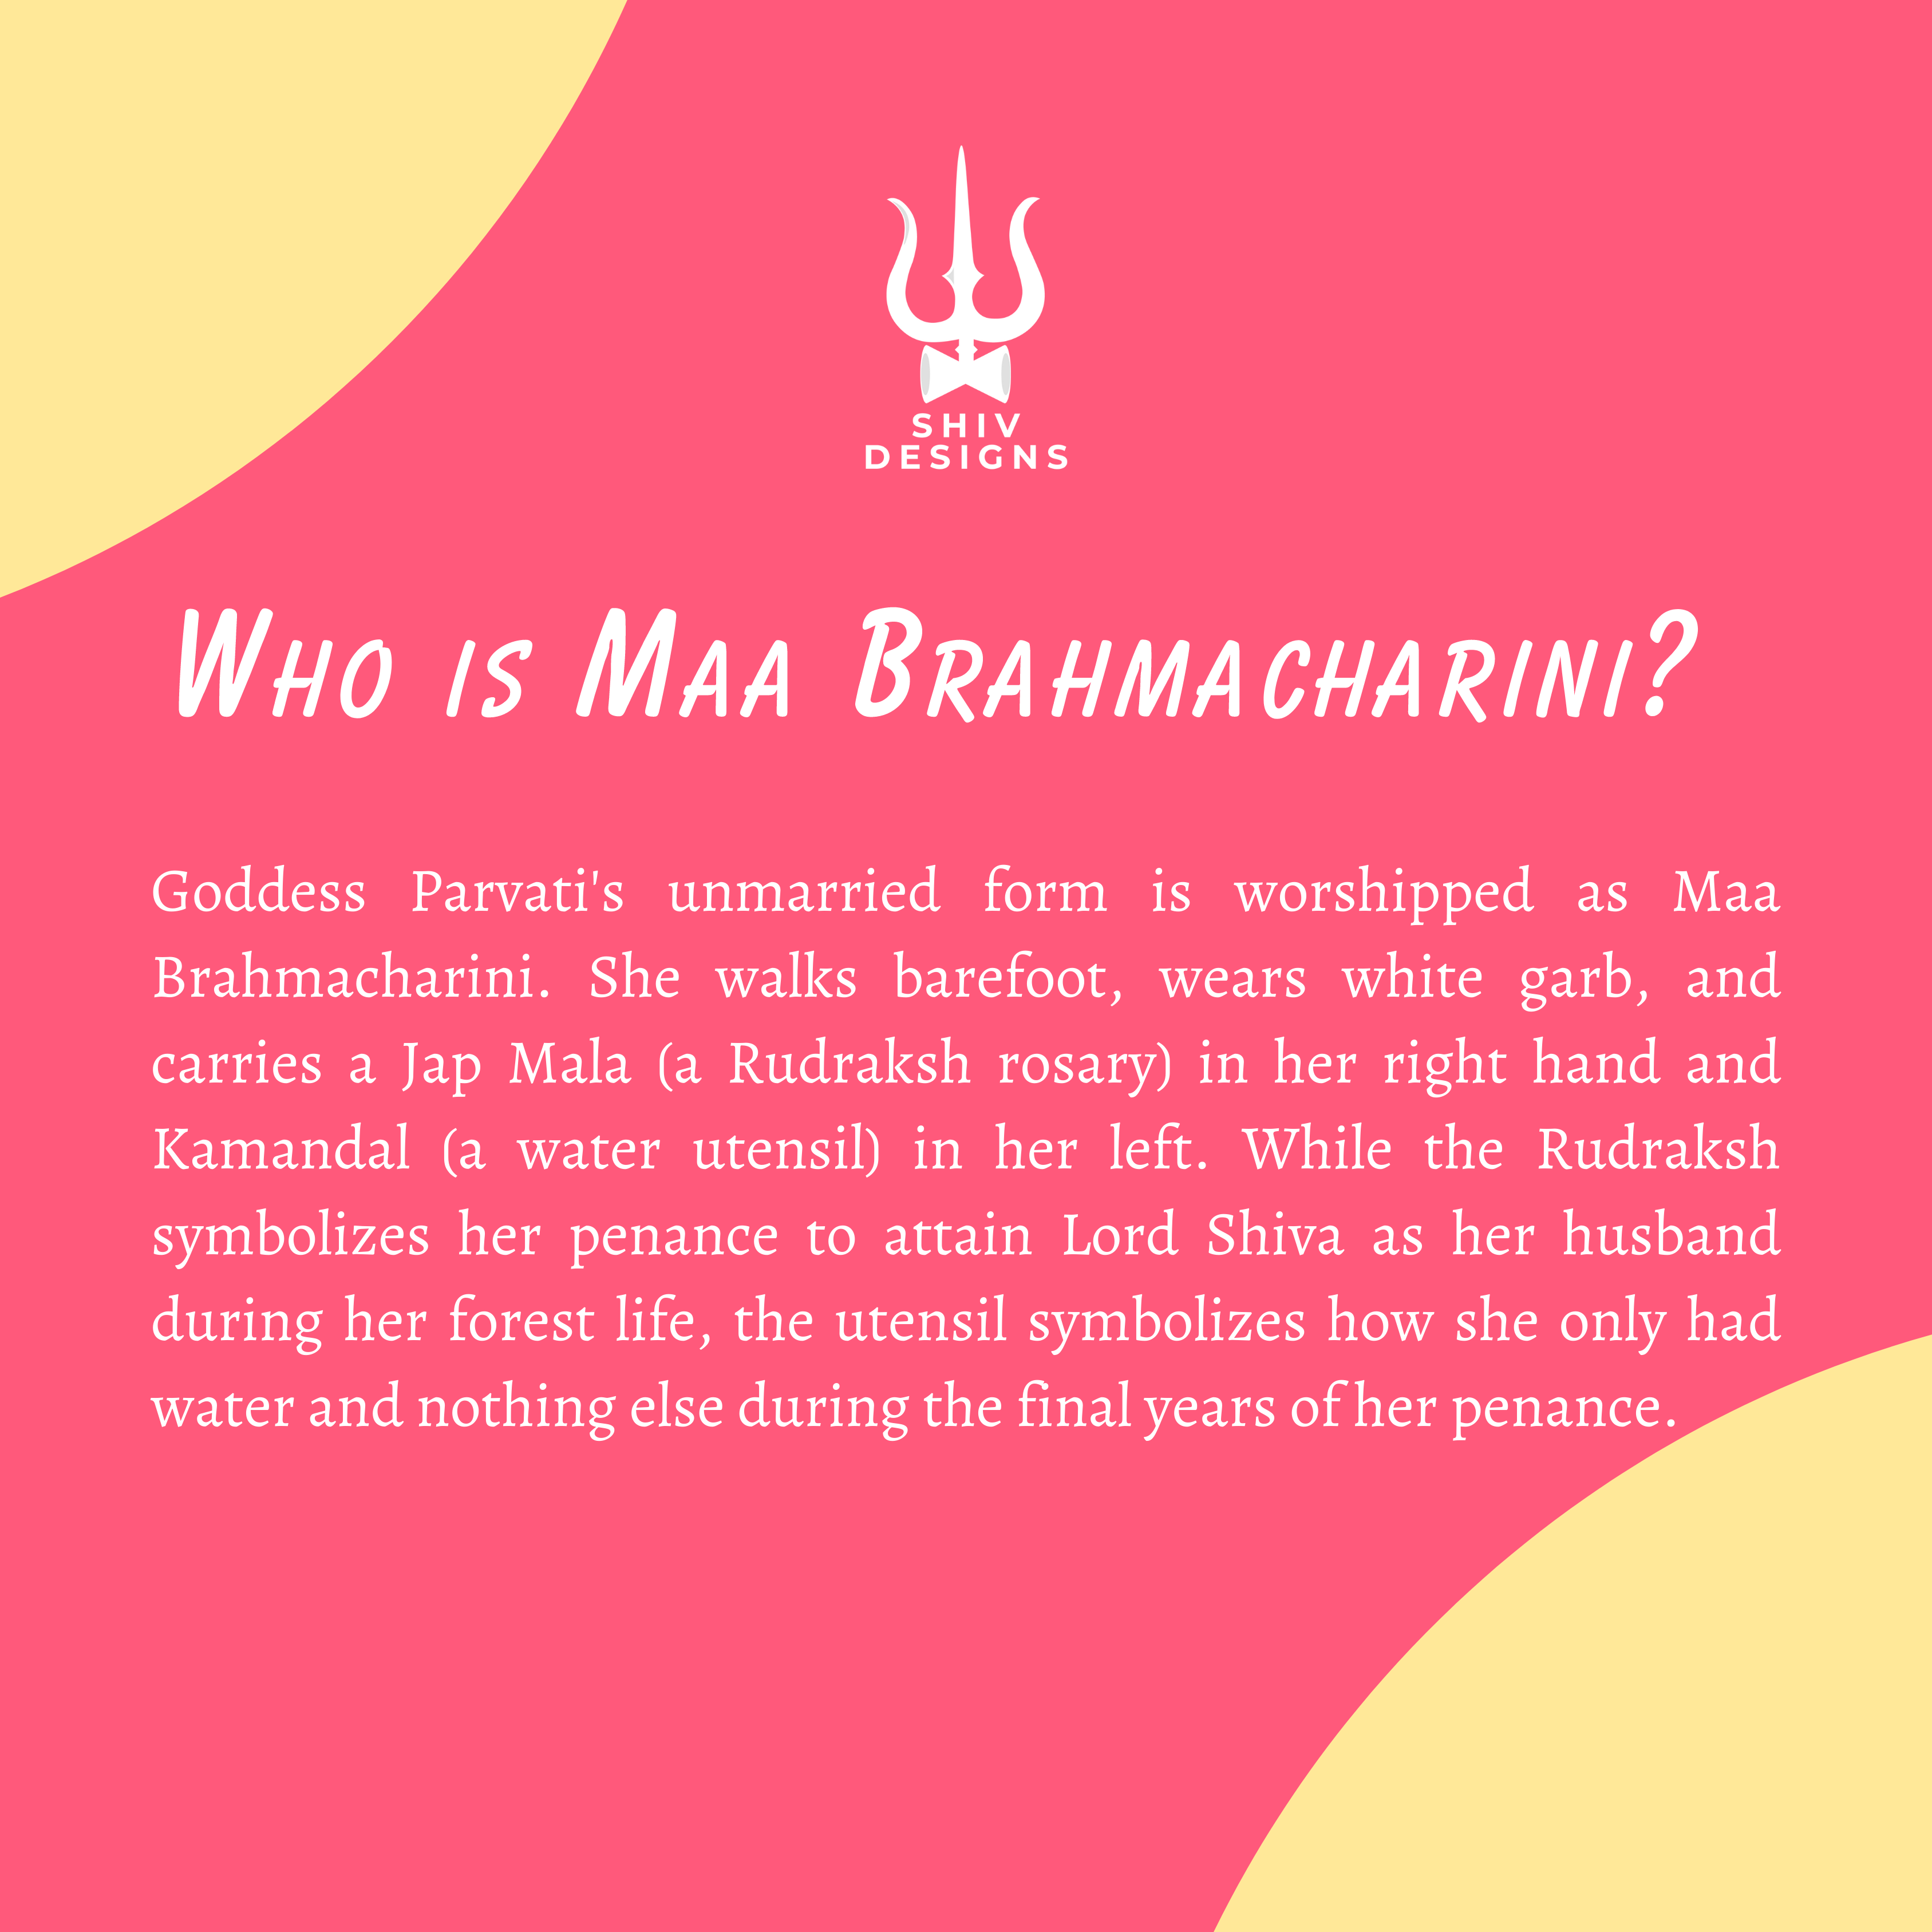 SHIV
DESIGNS
WHO IS MAA BRAHMACHARINI?
Goddess Parvati's unmarried form is worshipped as Maa
Brahmacharini. She walks barefoot, wears white garb, and
carries a Jap Mala (a Rudraksh rosary) in her right hand and
Kamandal (a water utensil) in her left. While the Rudraksh
symbolizes her penance to attain Lord Shiva as her husband
during her forest life, the utensil symbolizes how she only had
water and nothing else during the final years of her penance.